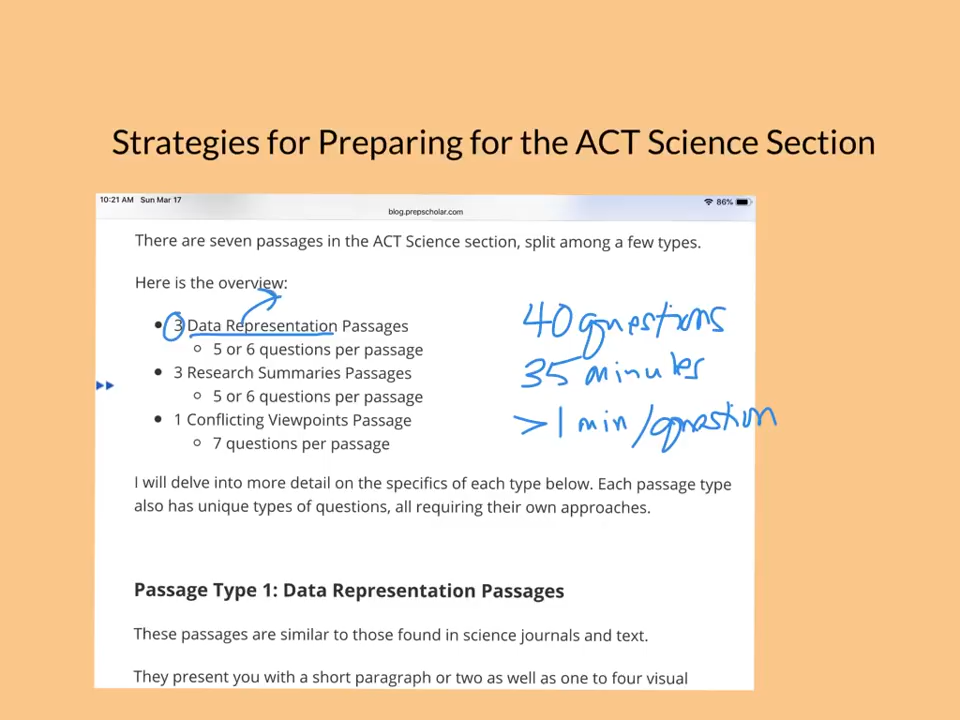 Strategies for Preparing for the ACT Science Section
10:21 AM Sun Mar 17
86%
blog.prepscholar.com
There are seven passages in the ACT Science section, split among a few types.
Here is the overview:
3 Data Representation Passages
5 or 6 questions per passage
3 Research Summaries Passages
5 or 6 questions per passage
1 Conflicting Viewpoints Passage
7 questions per passage
40 questions
35 minutes
>1 min/question
I will delve into more detail on the specifics of each type below. Each passage type
also has unique types of questions, all requiring their own approaches.
Passage Type 1: Data Representation Passages
These passages are similar to those found in science journals and text.
They present you with a short paragraph or two as well as one to four visual